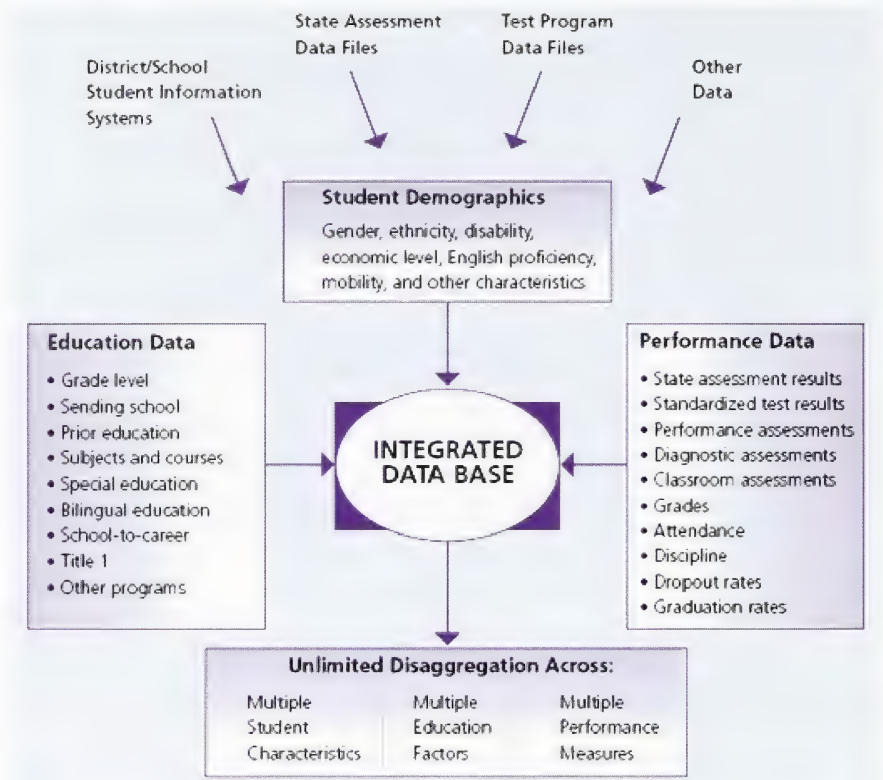 State Assessment
Data Files
Test Program
Data Files
District/School
Student Information
Systems
Other
Data
Student Demographics
Gender, ethnicity, disability,
economic level, English proficiency,
mobility, and other characteristics
Education Data
• Grade level
• Sending school
• Prior education
• Subjects and courses
• Special education
• Bilingual education
• School-to-career
• Title 1
• Other programs
INTEGRATED
DATA BASE
Performance Data
• State assessment results
• Standardized test results
• Performance assessments
• Diagnostic assessments
• Classroom assessments
• Grades
• Attendance
• Discipline
• Dropout rates
• Graduation rates
Unlimited Disaggregation Across:
Multiple
Student
Characteristics
Multiple
Education
Factors
Multiple
Performance
Measures